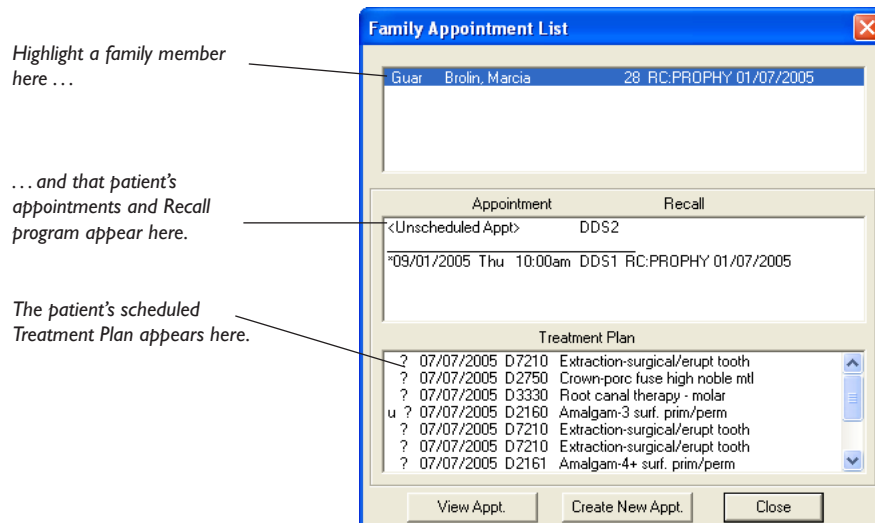 Highlight a family member
here . . .
. . . and that patient's
appointments and Recall
program appear here.
The patient's scheduled
Treatment Plan appears here.
Family Appointment List
Guar Brolin, Marcia 28 RC:PROPHY 01/07/2005
Appointment Recall
<Unscheduled Appt> DDS2
*09/01/2005 Thu 10:00am DDS1 RC:PROPHY 01/07/2005
Treatment Plan
? 07/07/2005 D7210 Extraction-surgical/erupt tooth
? 07/07/2005 D2750 Crown-porc fuse high noble mtl
? 07/07/2005 D3330 Root canal therapy - molar
u ? 07/07/2005 D2160 Amalgam-3 surf. prim/perm
? 07/07/2005 D7210 Extraction-surgical/erupt tooth
? 07/07/2005 D7210 Extraction-surgical/erupt tooth
? 07/07/2005 D2161 Amalgam-4+ surf. prim/perm
View Appt. Create New Appt. Close